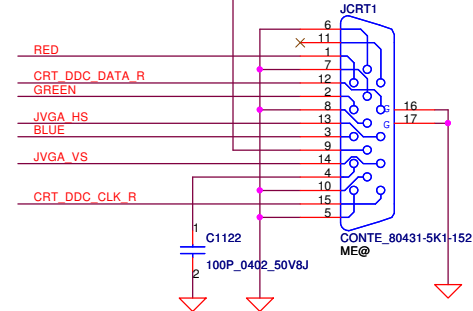 JCRT1
6
11
RED
1
7
CRT_DDC_DATA_R
12
GREEN
2
8
G
16
JVGA_HS
13
G
17
BLUE
3
9
JVGA_VS
14
4
10
CRT_DDC_CLK_R
15
5
1
C1122
CONTE_80431-5K1-152
ME@
100P_0402_50V8J
2